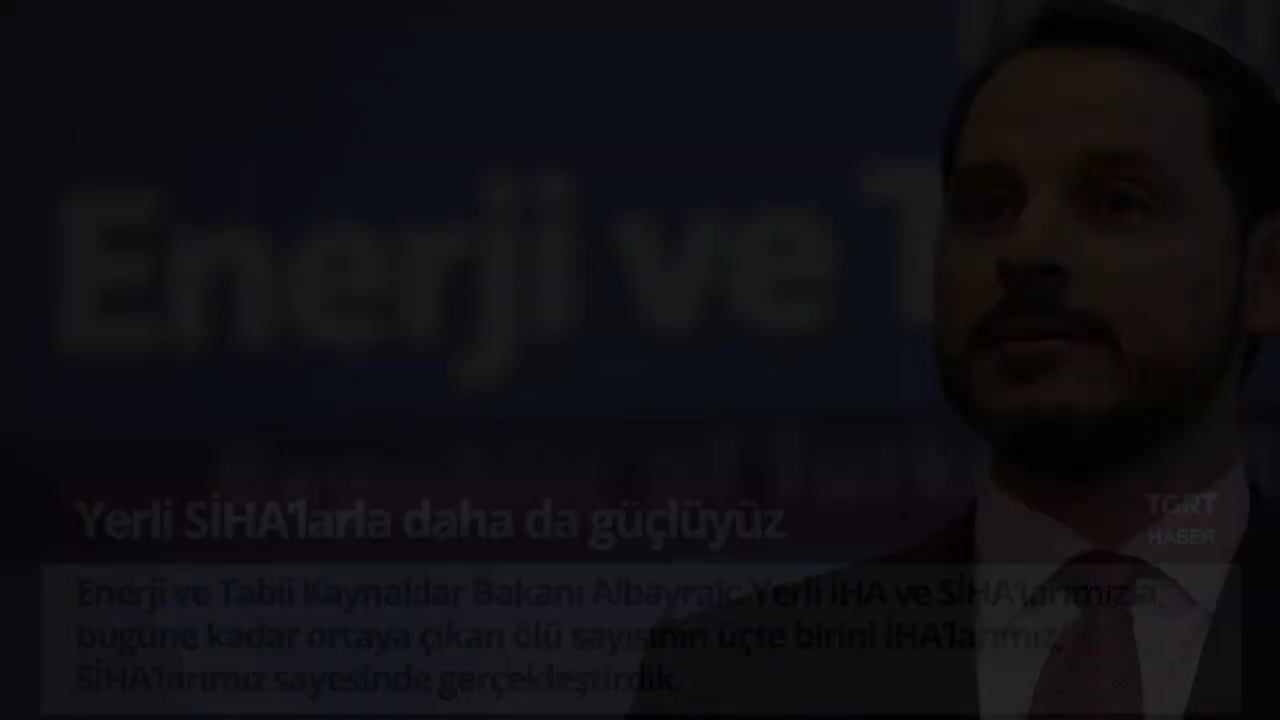 Enerji ve T
Yerli SİHA'larla daha da güçlüyüz
TGRT
HABER
Enerji ve Tabii Kaynaklar Bakanı Albayrak: Yerli İHA ve SİHA'larımızla,
bugüne kadar ortaya çıkan ölü sayısının üçte birini İHA'larımız,
SİHA'larımız sayesinde gerçekleştirdik.